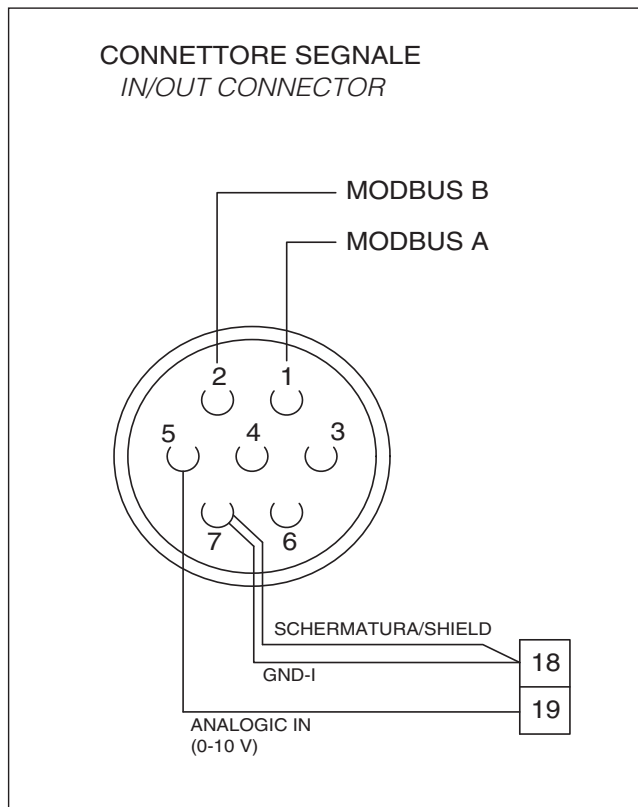 CONNETTORE SEGNALE
IN/OUT CONNECTOR
MODBUS B
MODBUS A
2 1
5 4 3
7 6
SCHERMATURA/SHIELD
18
GND-I
19
ANALOGIC IN
(0-10 V)